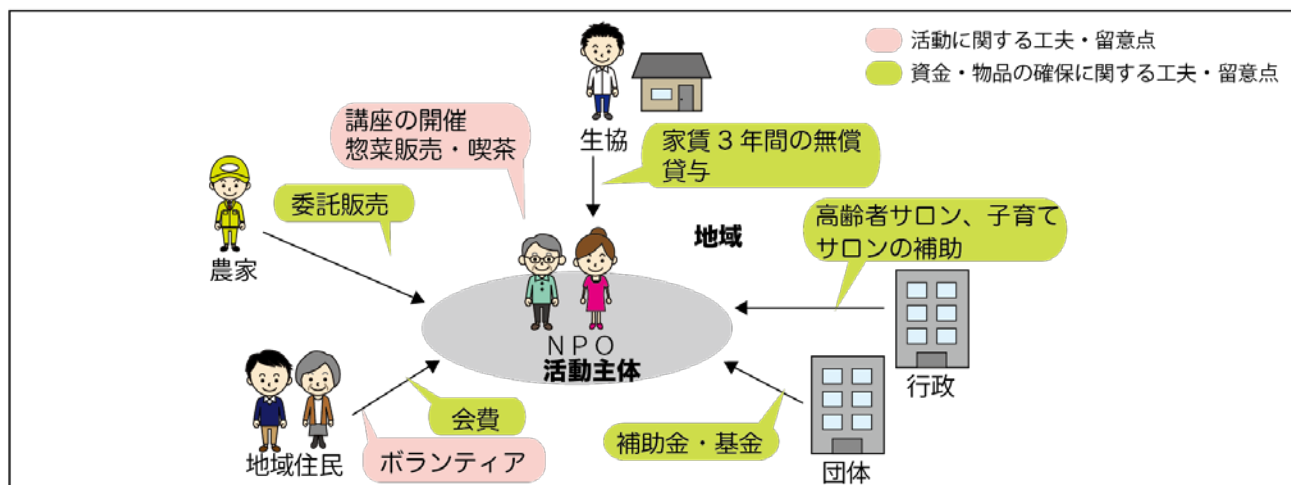 活動に関する工夫・留意点
資金・物品の確保に関する工夫・留意点
生協
講座の開催
惣菜販売・喫茶
家賃3年間の無償
貸与
委託販売
農家
地域
高齢者サロン、子育て
サロンの補助
行政
NPO
活動主体
会費
ボランティア
地域住民
補助金・基金
団体